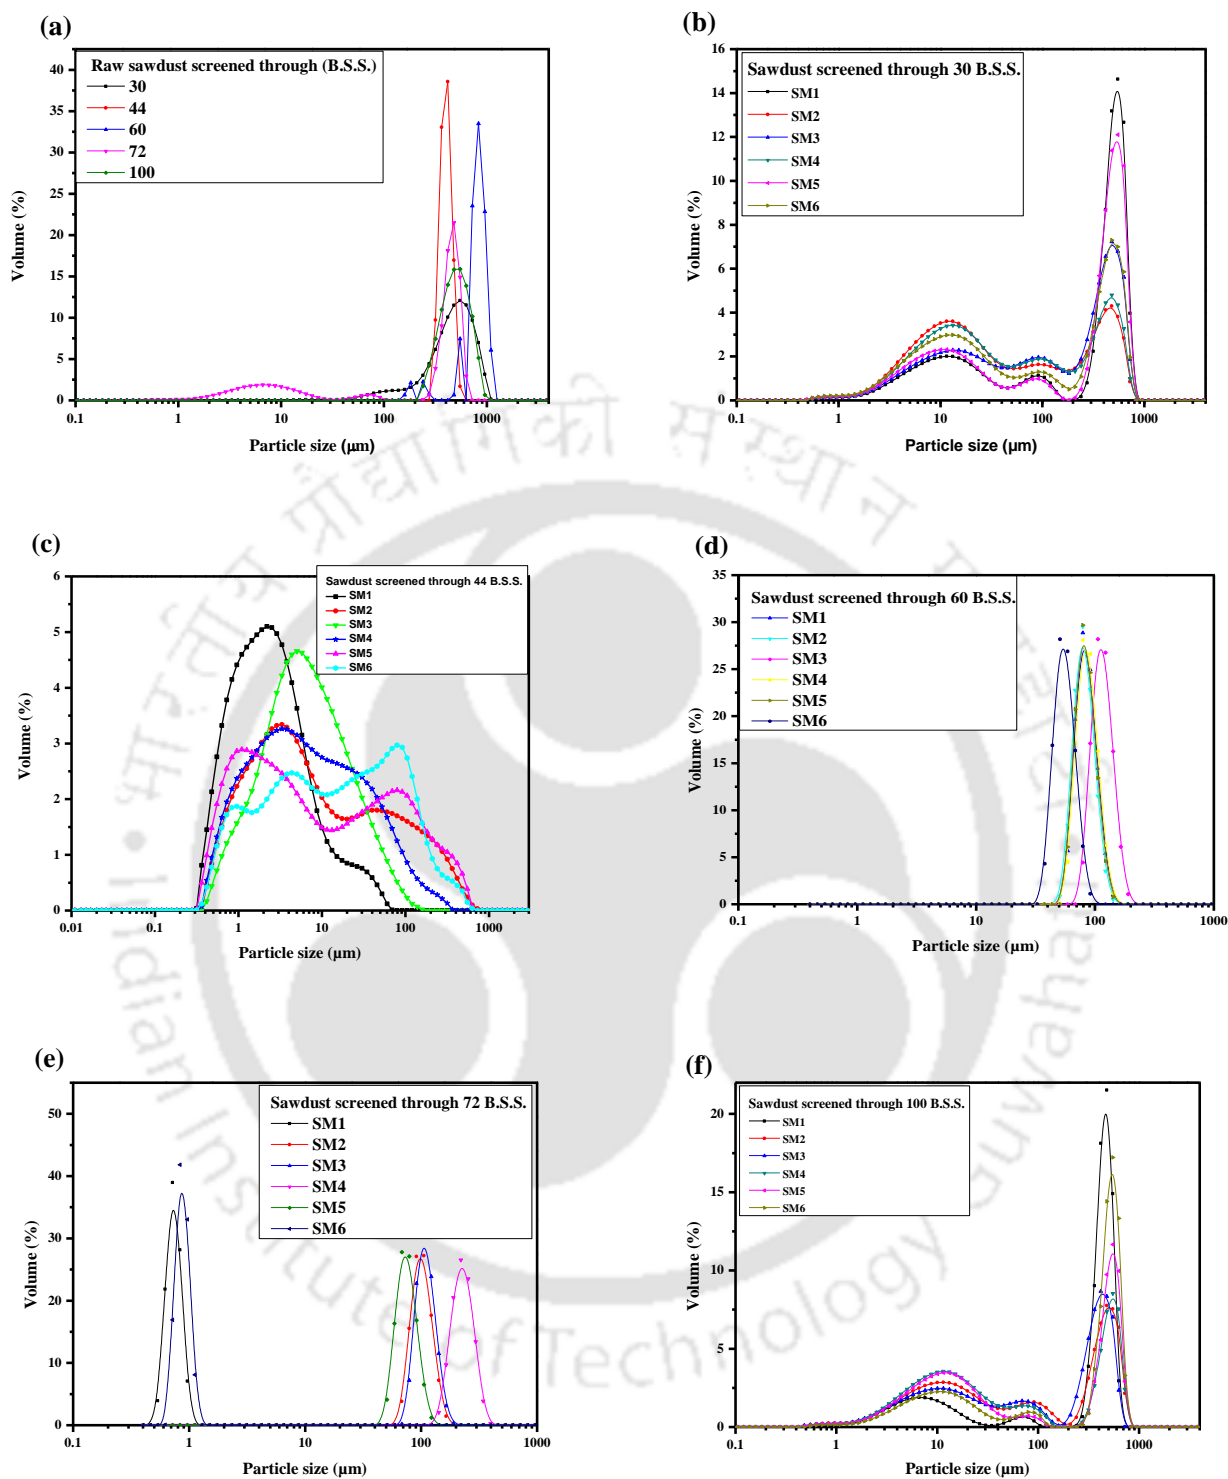 (a)
Raw sawdust screened through (B.S.S.)
30
44
60
72
100
40
35
30
25
20
15
10
5
0
Volume (%)
0.1 1 10 100 1000
Particle size (µm)
(b)
Sawdust screened through 30 B.S.S.
SM1
SM2
SM3
SM4
SM5
SM6
16
14
12
10
8
6
4
2
0
Volume (%)
0.1 1 10 100 1000
Particle size (µm)
(c)
Sawdust screened through 44 B.S.S.
SM1
SM2
SM3
SM4
SM5
SM6
6
5
4
3
2
1
0
Volume (%)
0.01 0.1 1 10 100 1000
Particle size (µm)
(d)
Sawdust screened through 60 B.S.S.
SM1
SM2
SM3
SM4
SM5
SM6
35
30
25
20
15
10
5
0
Volume (%)
0.1 1 10 100 1000
Particle size (µm)
(e)
Sawdust screened through 72 B.S.S.
SM1
SM2
SM3
SM4
SM5
SM6
50
40
30
20
10
0
Volume (%)
0.1 1 10 100 1000
Particle size (µm)
(f)
Sawdust screened through 100 B.S.S.
SM1
SM2
SM3
SM4
SM5
SM6
20
15
10
5
0
Volume (%)
0.1 1 10 100 1000
Particle size (µm)
Indian Institute of Technology Guwahati